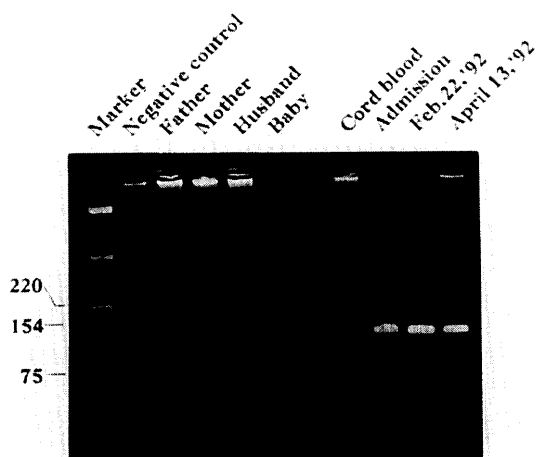 Marker
Negative control
Father
Mother
Husband
Baby
Cord blood
Admission
Feb.22,'92
April 13,'92
220
154
75